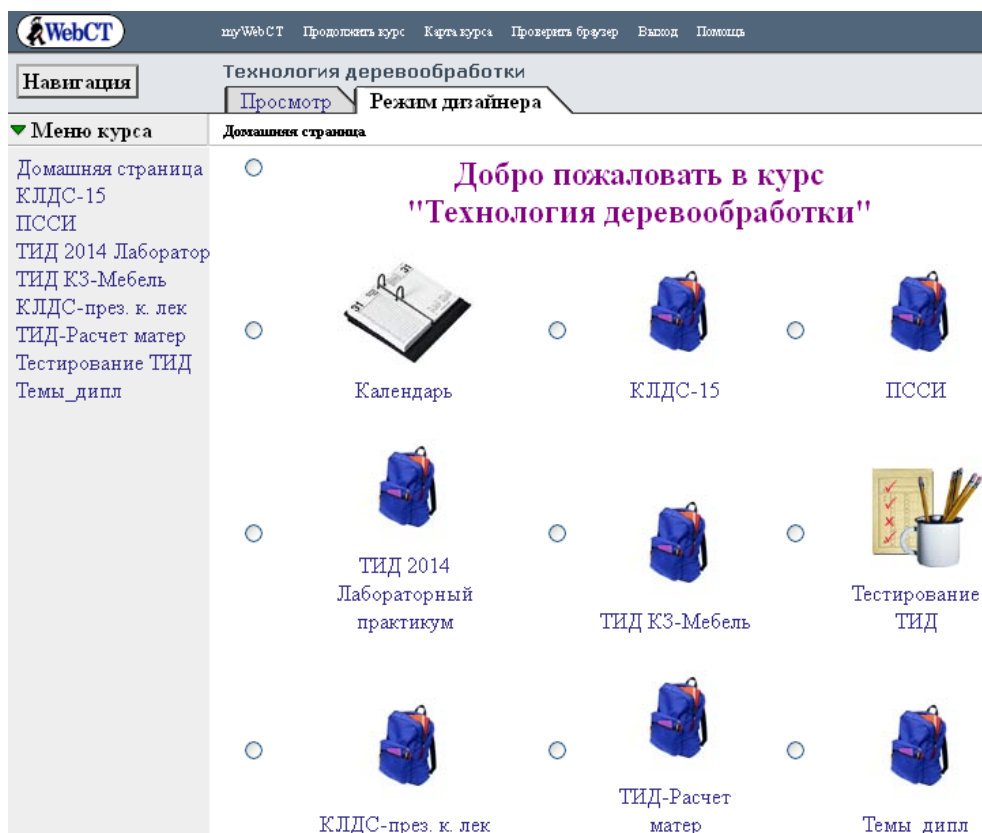 WebCT
myWebCT Продолжить курс Карта курса Проверить браузер Выход Помощь
Навигация
Технология деревообработки
Просмотр Режим дизайнера
Меню курса
Домашняя страница
Домашняя страница
КЛДС-15
ПССИ
ТИД 2014 Лаборатор
ТИД КЗ-Мебель
КЛДС-през. к. лек
ТИД-Расчет матер
Тестирование ТИД
Темы_дипл
Добро пожаловать в курс
"Технология деревообработки"
31 31
Календарь
КЛДС-15
ПССИ
ТИД 2014
Лабораторный
практикум
ТИД КЗ-Мебель
Тестирование
ТИД
КЛДС-през. к. лек
ТИД-Расчет
матер
Темы_дипл